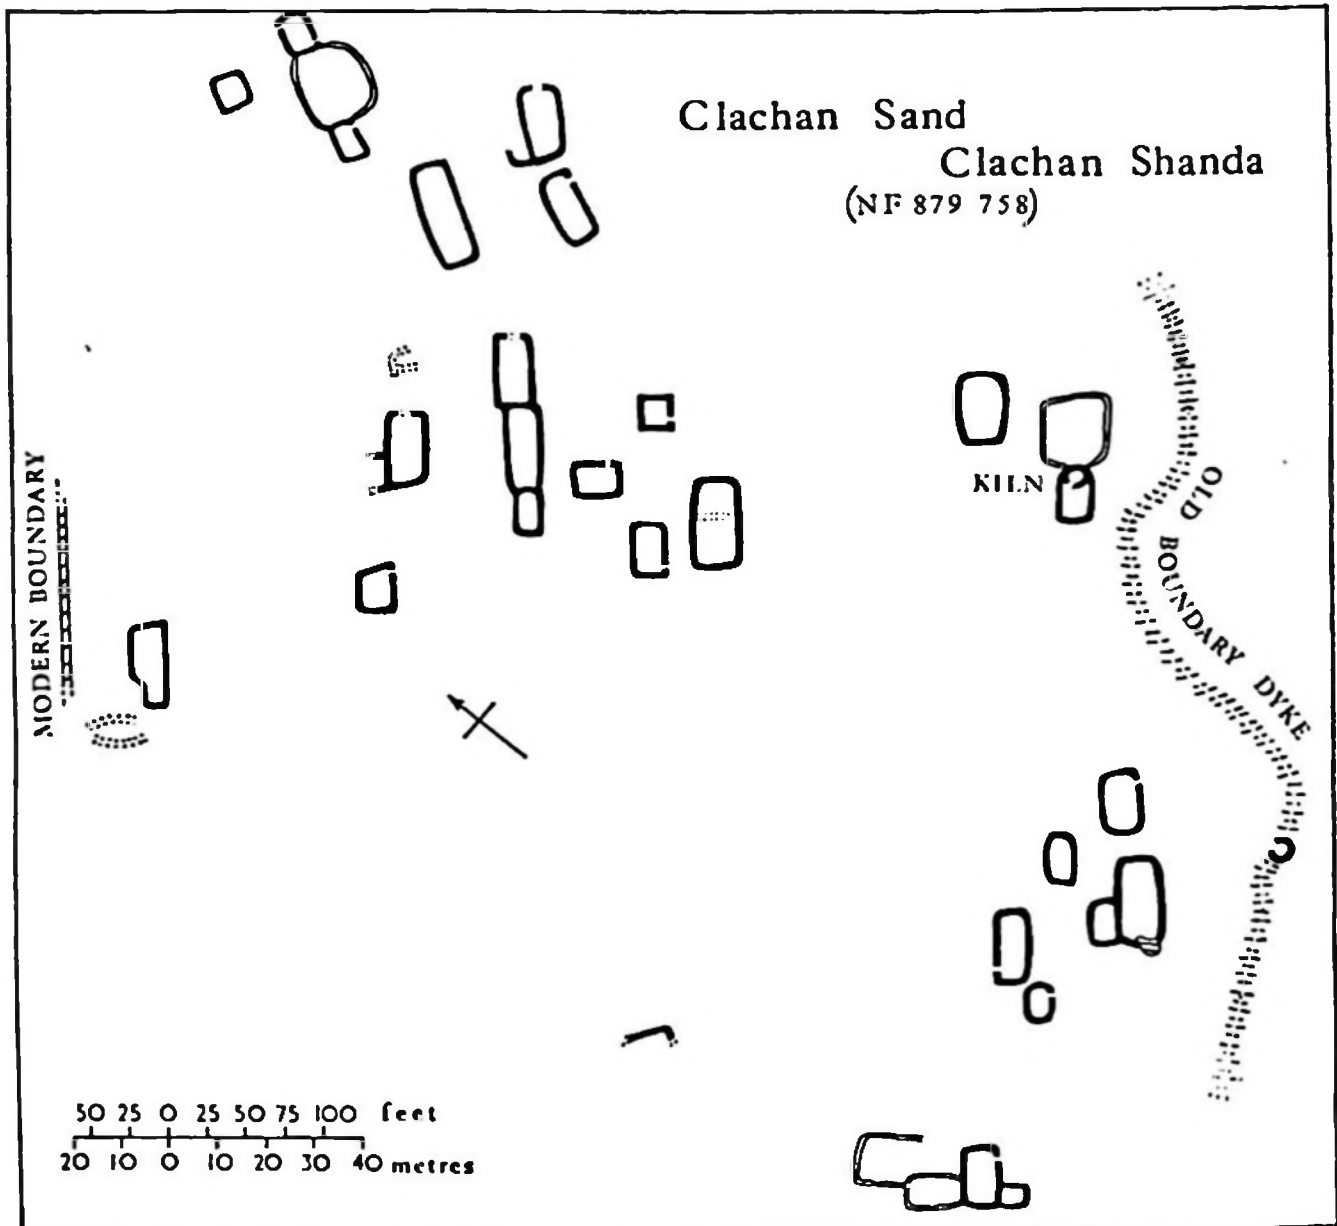 Clachan Sand
Clachan Shanda
(NF 879 758)
MODERN BOUNDARY
KILN
OLD BOUNDARY DYKE
50 25 0 25 50 75 100 feet
20 10 0 10 20 30 40 metres